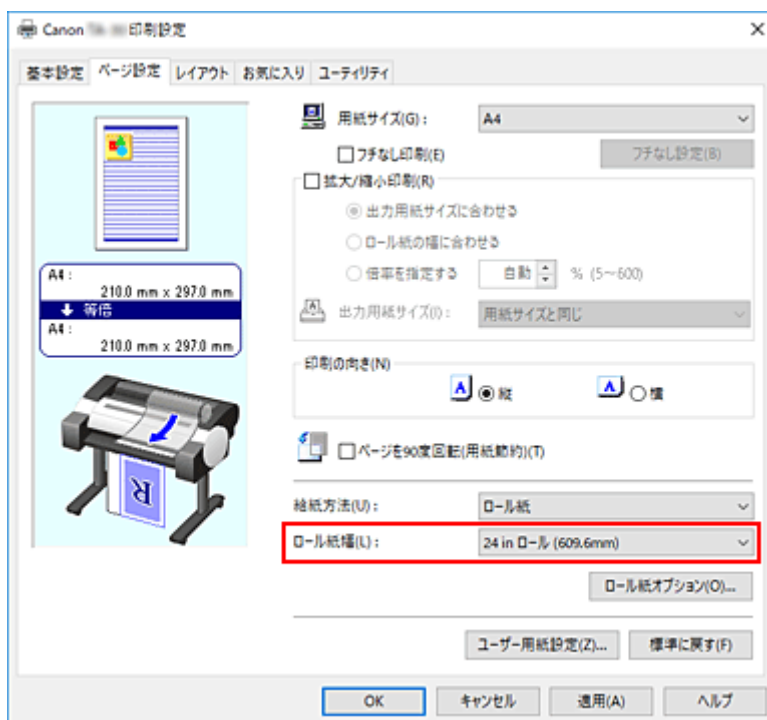 Canon 印刷設定
基本設定 ページ設定 レイアウト お気に入り ユーティリティ
用紙サイズ(G): A4
フチなし印刷(E) フチなし設定(B)
拡大/縮小印刷(R)
出力用紙サイズに合わせる
ロール紙の幅に合わせる
倍率を指定する 自動 % (5～600)
出力用紙サイズ(I): 用紙サイズと同じ
A4:
210.0 mm x 297.0 mm
等倍
A4:
210.0 mm x 297.0 mm
印刷の向き(N)
A 縦 A 横
ページを90度回転(用紙節約)(T)
R
給紙方法(U): ロール紙
ロール紙幅(L): 24 in ロール (609.6mm)
ロール紙オプション(O)...
ユーザー用紙設定(Z)... 標準に戻す(F)
OK キャンセル 適用(A) ヘルプ